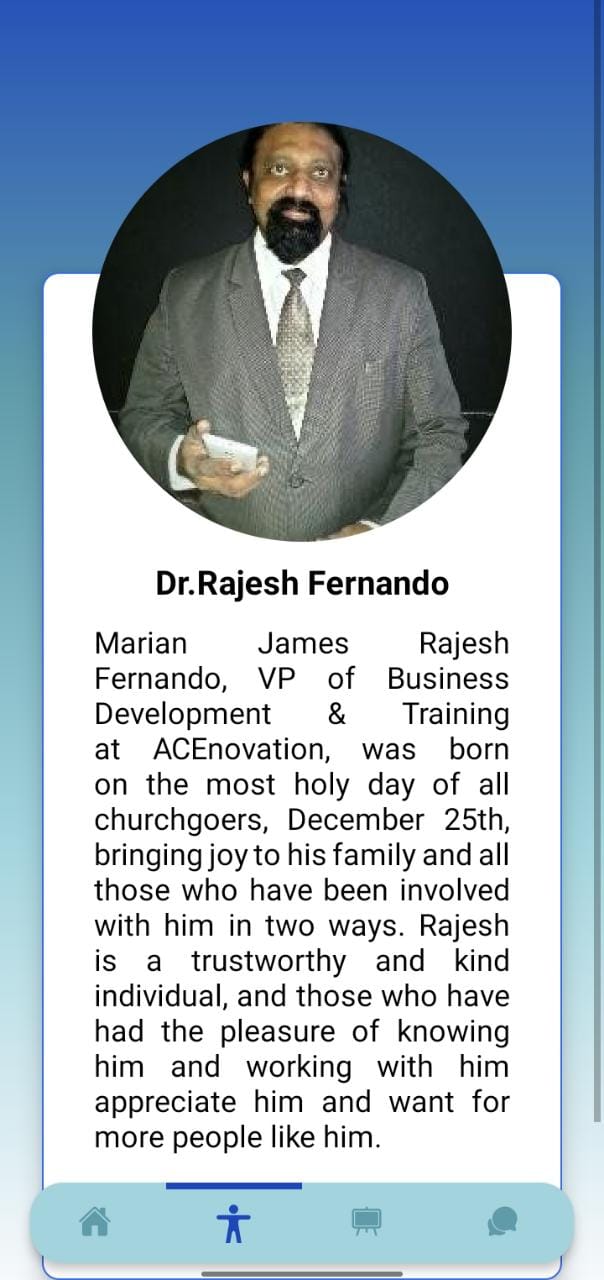 Dr.Rajesh Fernando
Marian James Rajesh
Fernando, VP of Business
Development & Training
at ACEnovation, was born
on the most holy day of all
churchgoers, December 25th,
bringing joy to his family and all
those who have been involved
with him in two ways. Rajesh
is a trustworthy and kind
individual, and those who have
had the pleasure of knowing
him and working with him
appreciate him and want for
more people like him.